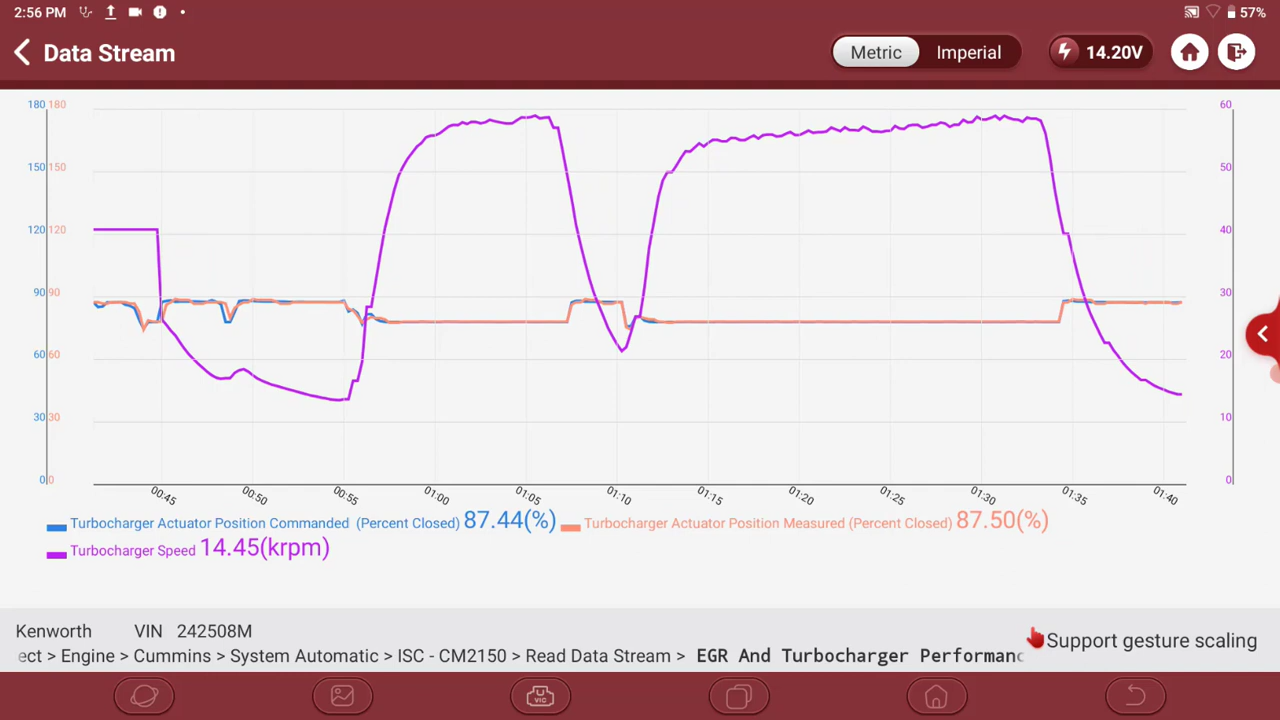 2:56 PM 57%
Data Stream Metric Imperial 14.20V
180 180 60
150 150 50
120 120 40
90 90 30
60 60 20
30 30 10
0 0 0
00:45 00:50 00:55 01:00 01:05 01:10 01:15 01:20 01:25 01:30 01:35 01:40
Turbocharger Actuator Position Commanded (Percent Closed) 87.44(%) Turbocharger Actuator Position Measured (Percent Closed) 87.50(%)
Turbocharger Speed 14.45(krpm)
Kenworth VIN 242508M
Support gesture scaling
ect > Engine > Cummins > System Automatic > ISC - CM2150 > Read Data Stream > EGR And Turbocharger Performanc
VIC